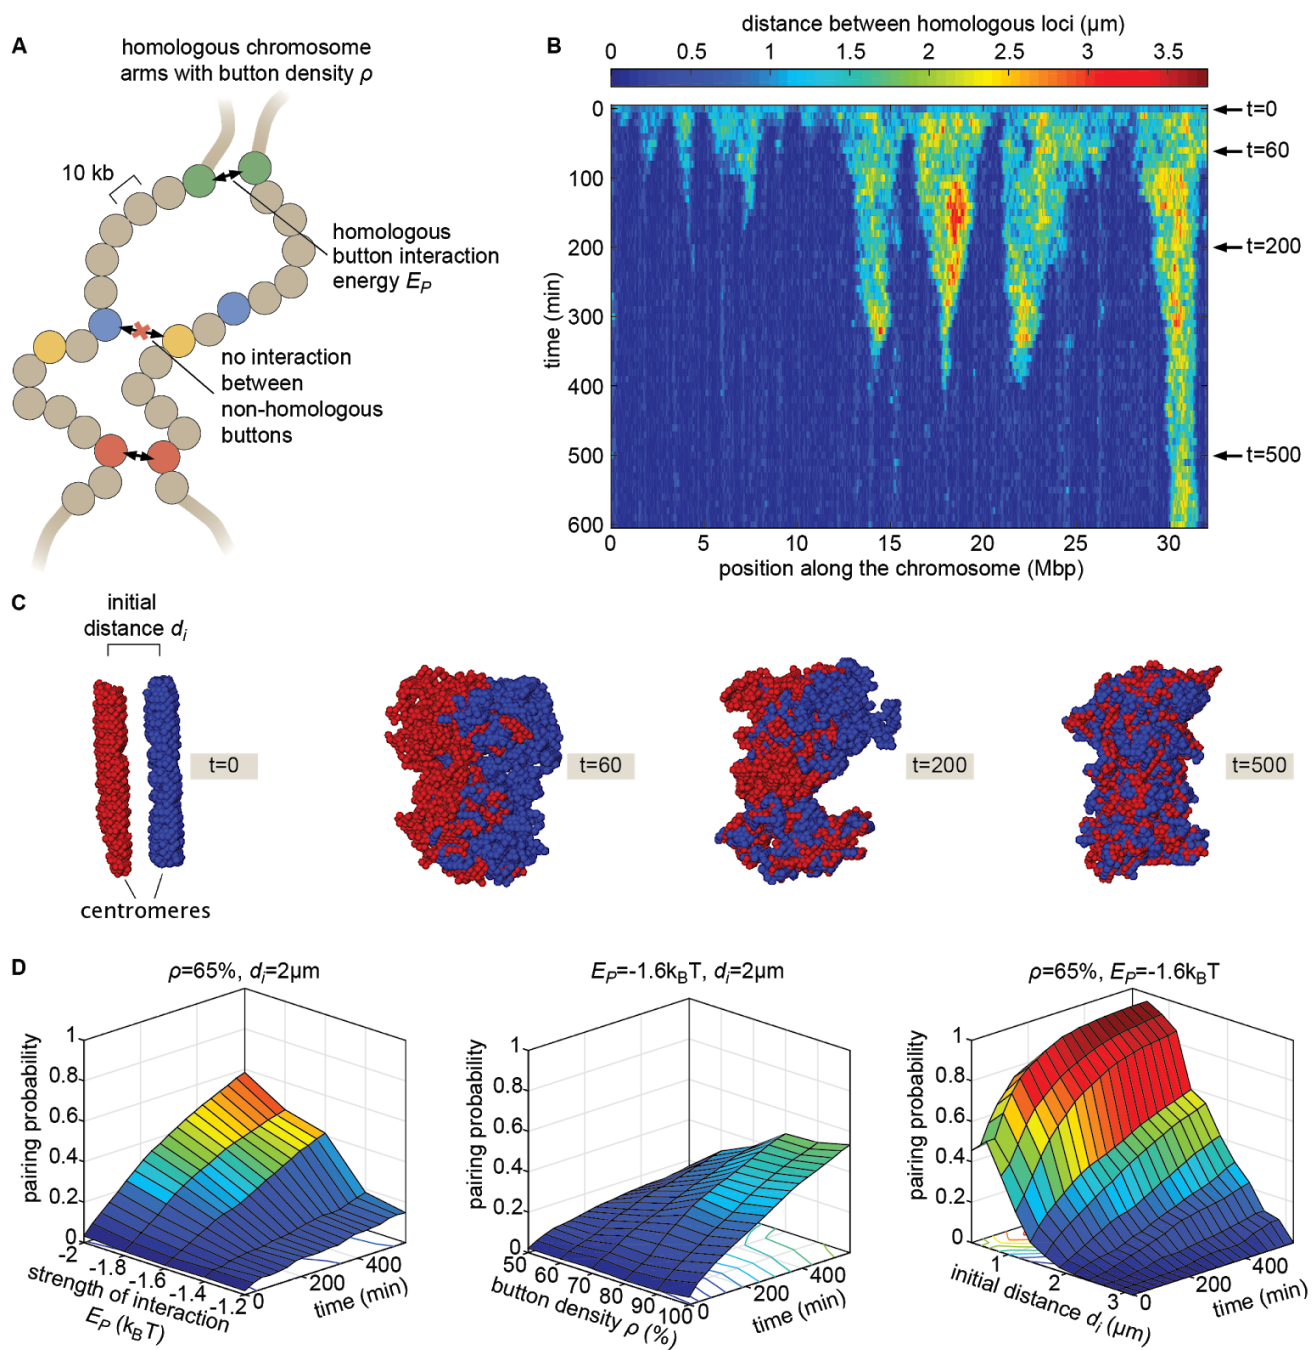 A
homologous chromosome
arms with button density ρ
10 kb
homologous
button interaction
energy E_P
no interaction
between
non-homologous
buttons
B
distance between homologous loci (μm)
0 0.5 1 1.5 2 2.5 3 3.5
0
100
200
300
400
500
600
time (min)
t=0
t=60
t=200
t=500
0 5 10 15 20 25 30
position along the chromosome (Mbp)
C
initial
distance d_i
t=0
t=60
t=200
t=500
centromeres
D
ρ=65%, d_i=2μm
pairing probability
1
0.8
0.6
0.4
0.2
0
-2 -1.8 -1.6 -1.4 -1.2
strength of interaction
E_P (k_BT)
0 200 400
time (min)
E_P=-1.6k_BT, d_i=2μm
pairing probability
1
0.8
0.6
0.4
0.2
0
50 60 70 80 90 100
button density ρ (%)
0 200 400
time (min)
ρ=65%, E_P=-1.6k_BT
pairing probability
1
0.8
0.6
0.4
0.2
0
1 2 3
initial distance d_i (μm)
0 200 400
time (min)